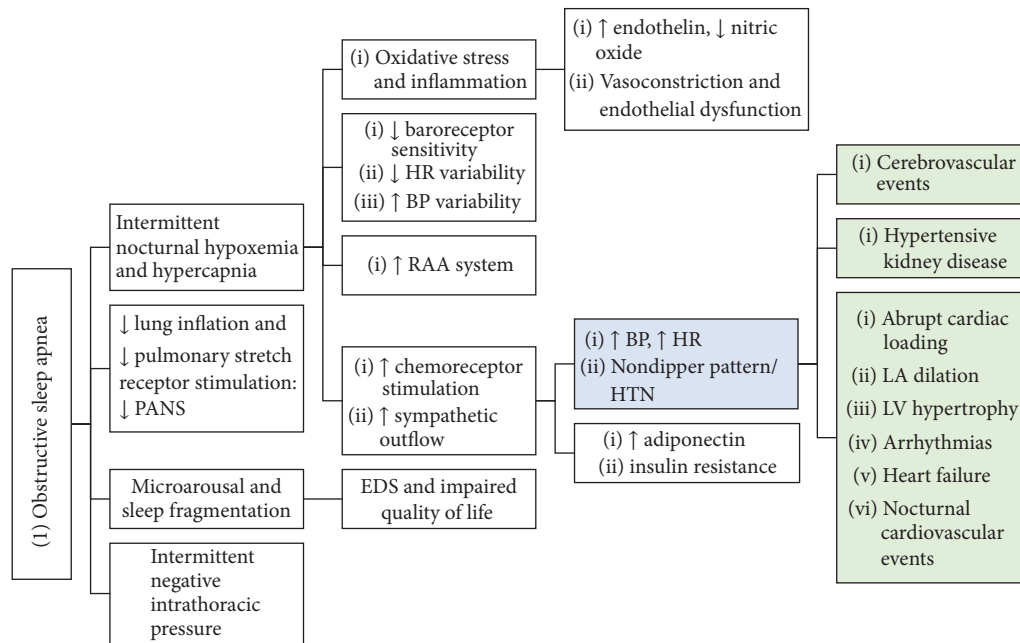 (1) Obstructive sleep apnea
Intermittent
nocturnal hypoxemia
and hypercapnia
↓ lung inflation and
↓ pulmonary stretch
receptor stimulation:
↓ PANS
Microarousal and
sleep fragmentation
Intermittent
negative
intrathoracic
pressure
(i) Oxidative stress
and inflammation
(i) ↓ baroreceptor
sensitivity
(ii) ↓ HR variability
(iii) ↑ BP variability
(i) ↑ RAA system
(i) ↑ chemoreceptor
stimulation
(ii) ↑ sympathetic
outflow
EDS and impaired
quality of life
(i) ↑ endothelin, ↓ nitric
oxide
(ii) Vasoconstriction and
endothelial dysfunction
(i) ↑ BP, ↑ HR
(ii) Nondipper pattern/
HTN
(i) ↑ adiponectin
(ii) insulin resistance
(i) Cerebrovascular
events
(i) Hypertensive
kidney disease
(i) Abrupt cardiac
loading
(ii) LA dilation
(iii) LV hypertrophy
(iv) Arrhythmias
(v) Heart failure
(vi) Nocturnal
cardiovascular
events